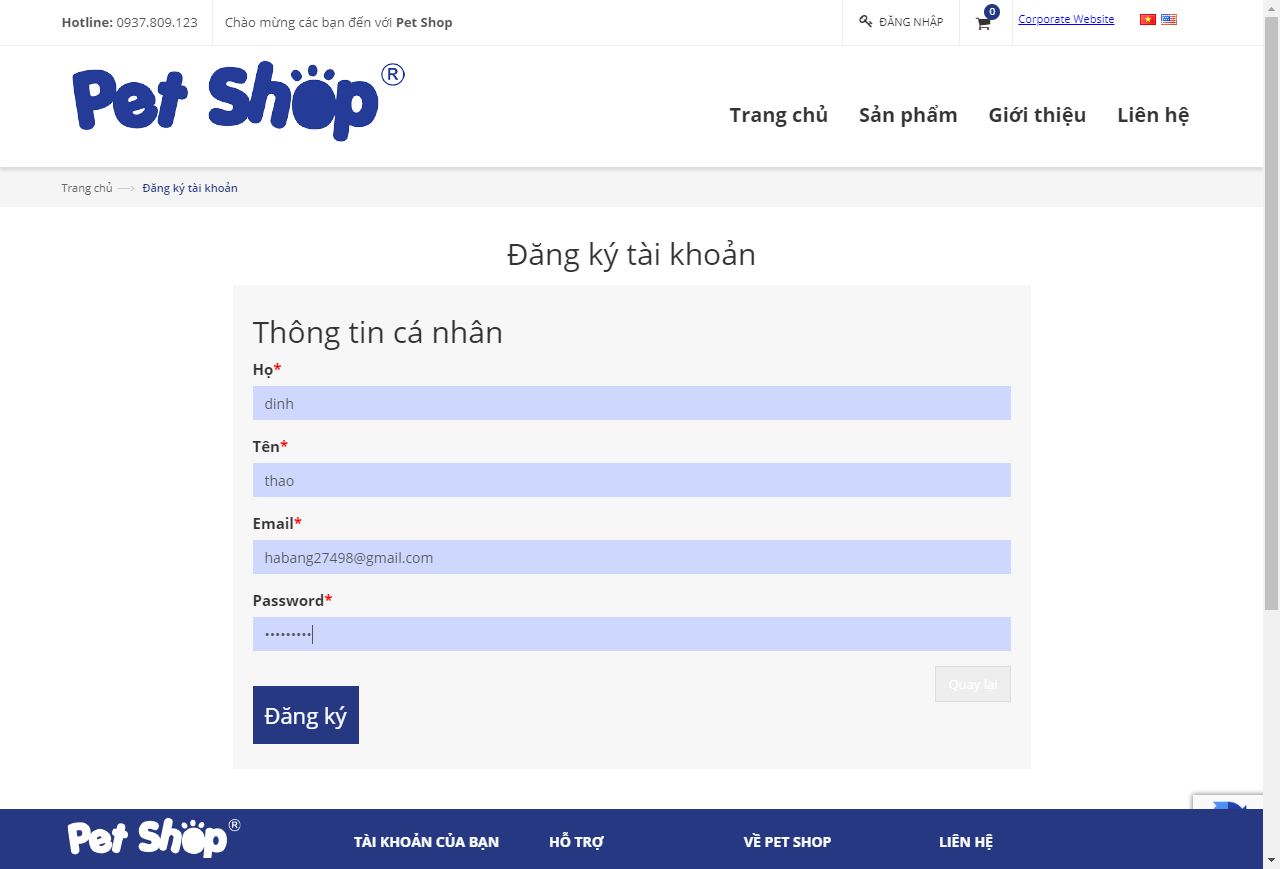 Hotline: 0937.809.123
Chào mừng các bạn đến với Pet Shop
ĐĂNG NHẬP
0
Corporate Website
Pet Shop ®
Trang chủ
Sản phẩm
Giới thiệu
Liên hệ
Trang chủ
Đăng ký tài khoản
Đăng ký tài khoản
Thông tin cá nhân
Họ*
dinh
Tên*
thao
Email*
habang27498@gmail.com
Password*
•••••••••
Quay lai
Đăng ký
Pet Shop ®
TÀI KHOẢN CỦA BẠN
HỖ TRỢ
VỀ PET SHOP
LIÊN HỆ